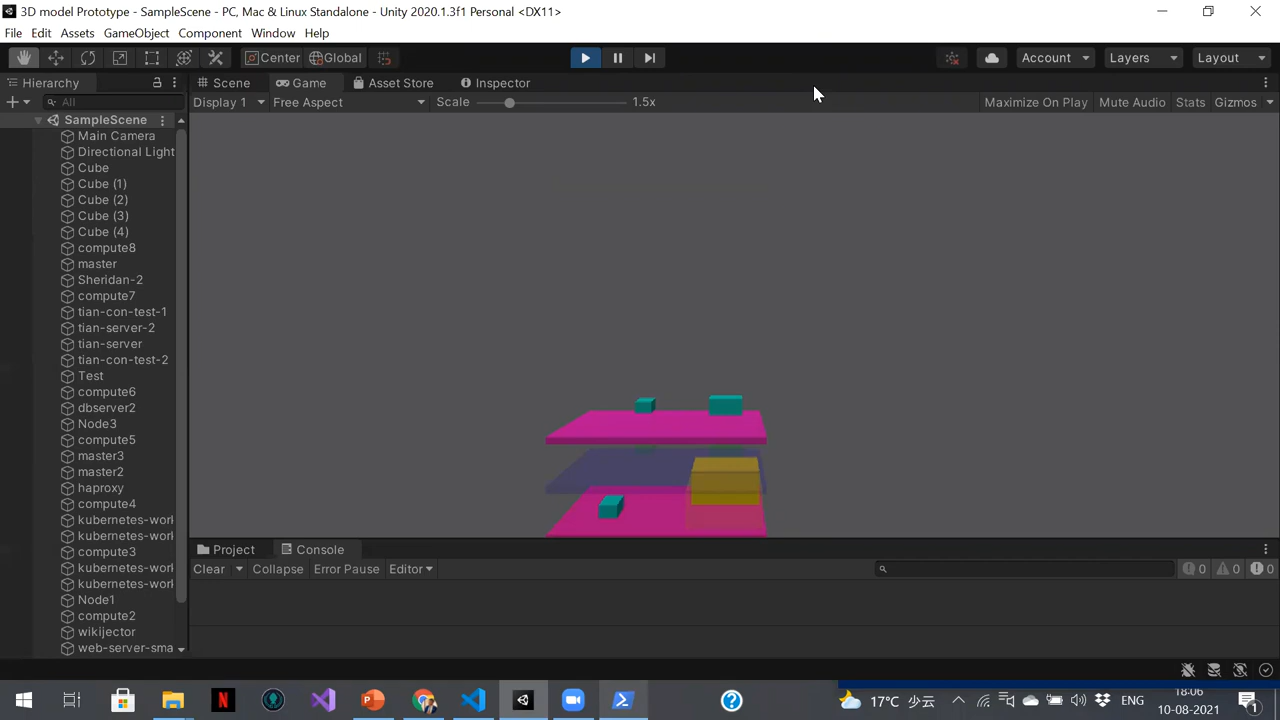 3D model Prototype - SampleScene - PC, Mac & Linux Standalone - Unity 2020.1.3f1 Personal <DX11>
File Edit Assets GameObject Component Window Help
Center Global Account Layers Layout
Hierarchy Scene Game Asset Store Inspector
All Display 1 Free Aspect Scale 1.5x Maximize On Play Mute Audio Stats Gizmos
SampleScene
Main Camera
Directional Light
Cube
Cube (1)
Cube (2)
Cube (3)
Cube (4)
compute8
master
Sheridan-2
compute7
tian-con-test-1
tian-server-2
tian-server
tian-con-test-2
Test
compute6
dbserver2
Node3
compute5
master3
master2
haproxy
compute4
kubernetes-work
kubernetes-work
compute3
kubernetes-work
kubernetes-work
Node1
compute2
wikijector
web-server-sma
Project Console
Clear Collapse Error Pause Editor 0 0 0
17°C 少云 ENG 18:06
10-08-2021 1